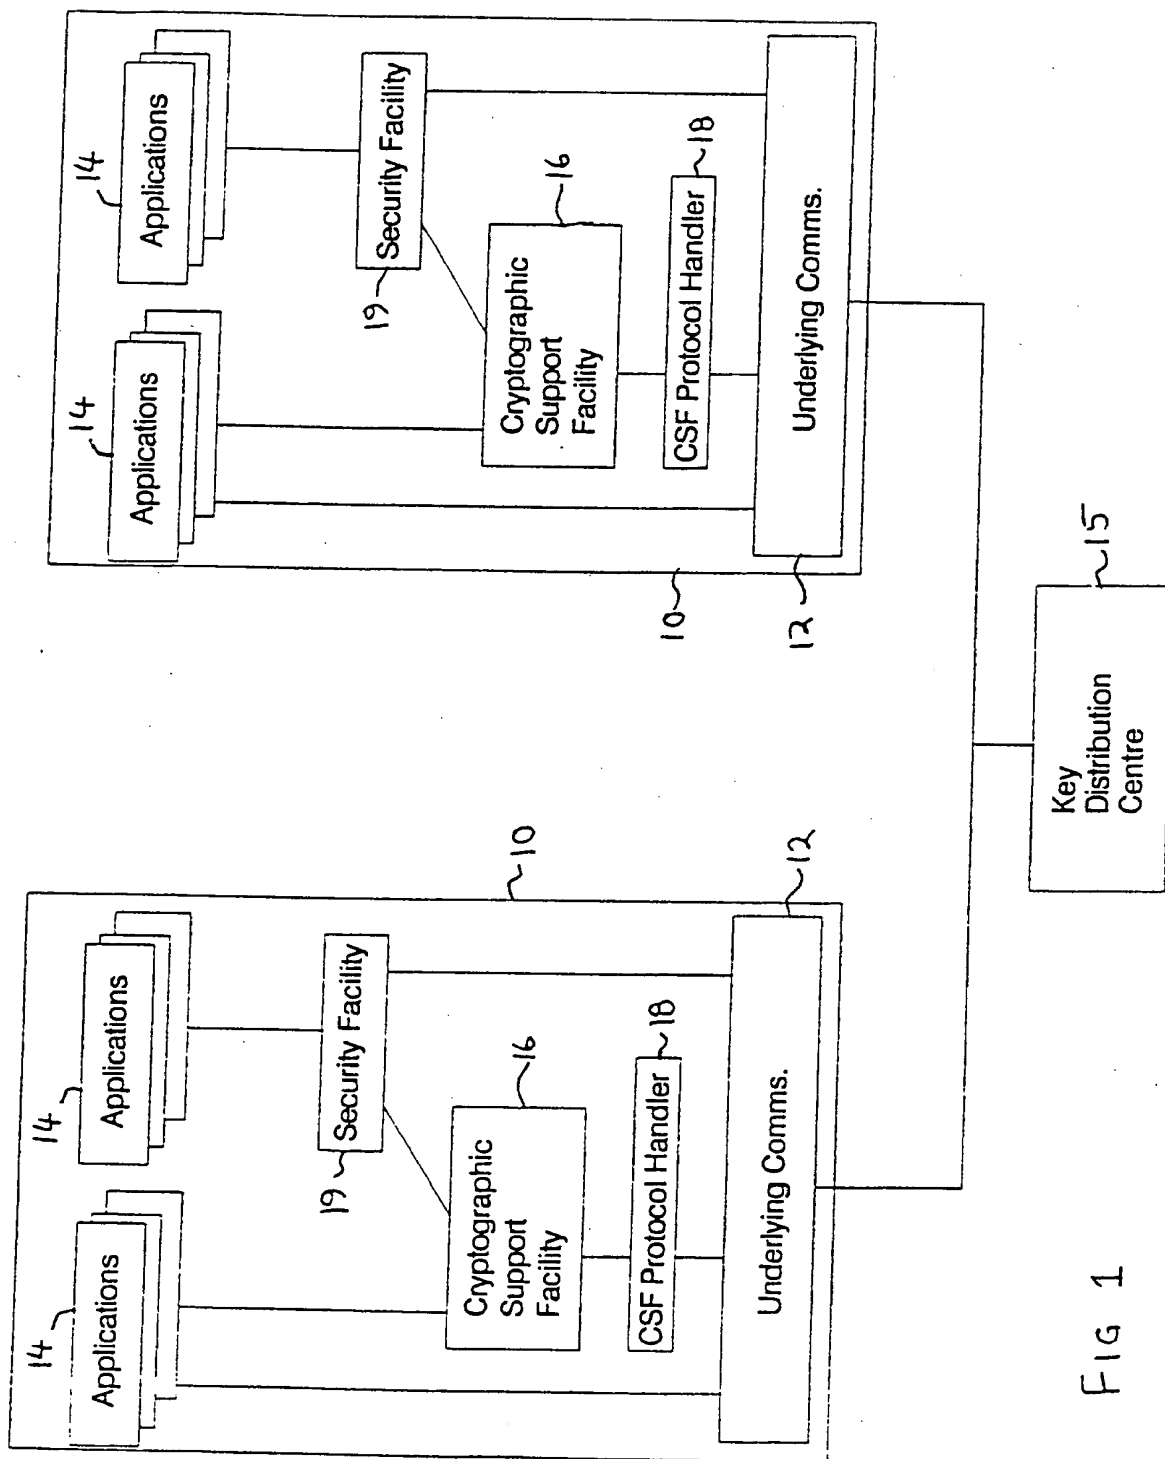 14
Applications
14
Applications
19
Security Facility
Cryptographic
Support
Facility
16
CSF Protocol Handler
18
Underlying Comms.
10
12
14
Applications
14
Applications
19
Security Facility
Cryptographic
Support
Facility
16
CSF Protocol Handler
18
Underlying Comms.
10
12
Key
Distribution
Centre
15
FIG 1